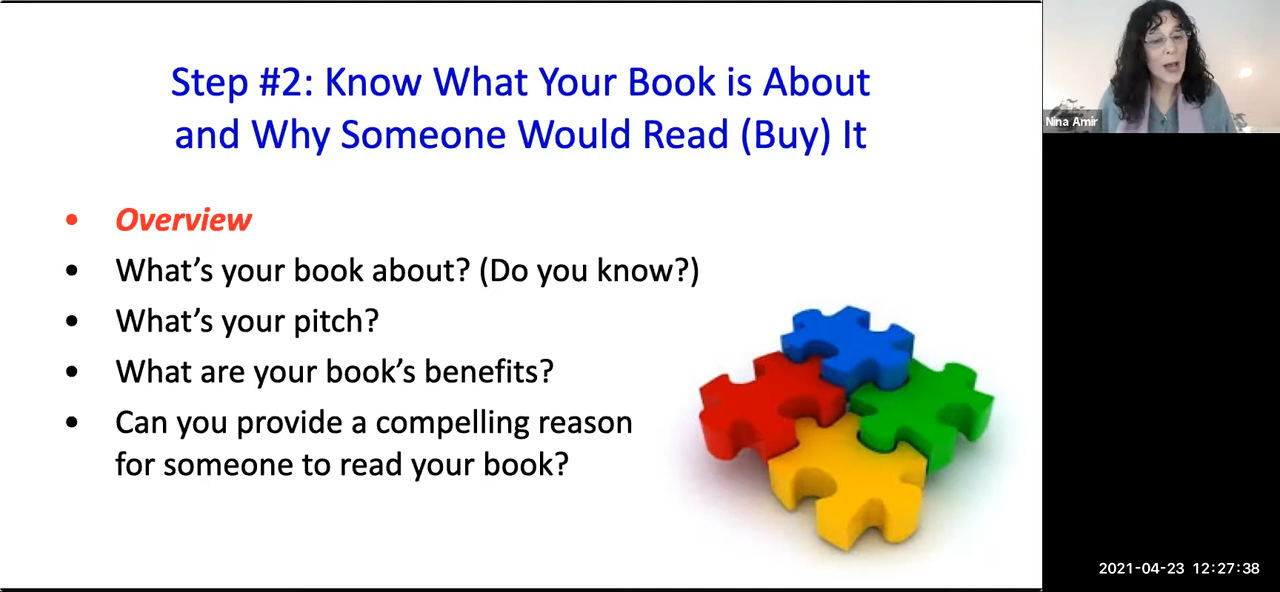 Step #2: Know What Your Book is About
and Why Someone Would Read (Buy) It
• Overview
• What's your book about? (Do you know?)
• What's your pitch?
• What are your book's benefits?
• Can you provide a compelling reason
for someone to read your book?
Nina Amir
2021-04-23 12:27:38